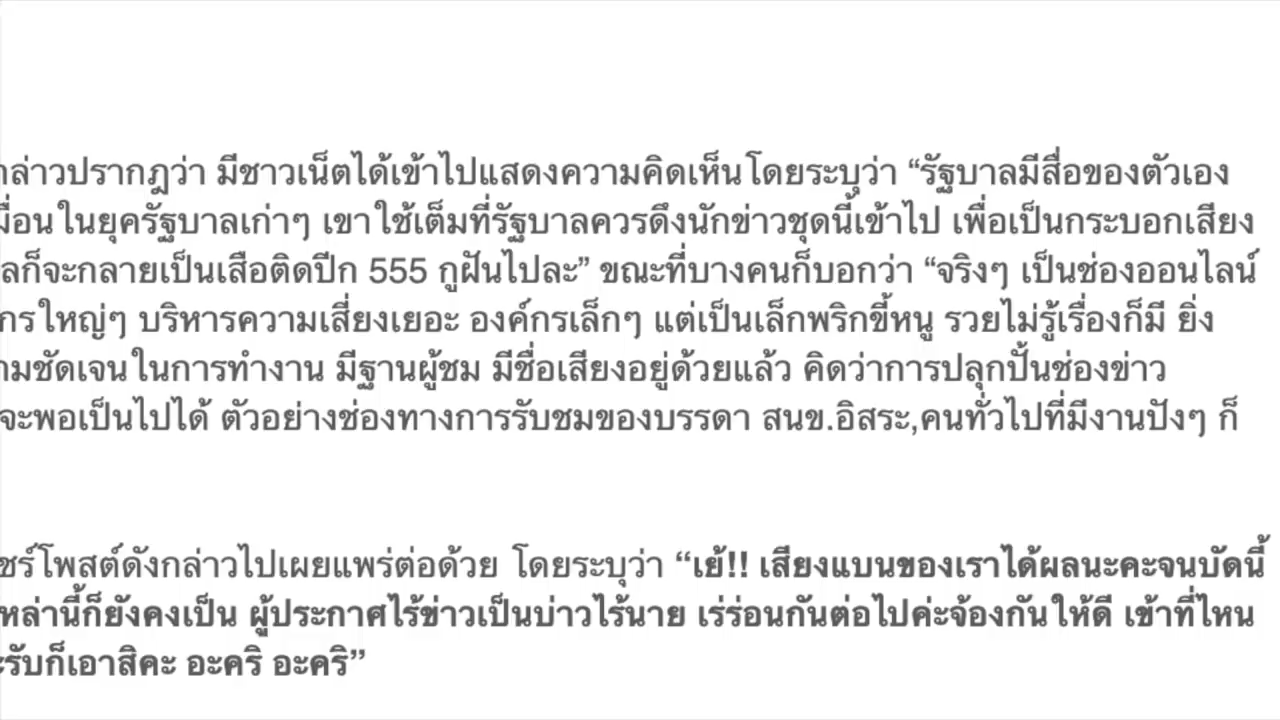 กล่าวปรากฎว่า มีชาวเน็ตได้เข้าไปแสดงความคิดเห็นโดยระบุว่า “รัฐบาลมีสื่อของตัวเอง
ในยุครัฐบาลเก่าๆ เขาใช้เต็มที่รัฐบาลควรดึงนักข่าวชุดนี้เข้าไป เพื่อเป็นกระบอกเสียง
ก็จะกลายเป็นเสือติดปีก 555 กูฝันไปละ” ขณะที่บางคนก็บอกว่า “จริงๆ เป็นช่องออนไลน์
กรใหญ่ๆ บริหารความเสี่ยงเยอะ องค์กรเล็กๆ แต่เป็นเล็กพริกขี้หนู รวยไม่รู้เรื่องก็มี ยิ่ง
ชัดเจนในการทำงาน มีฐานผู้ชม มีชื่อเสียงอยู่ด้วยแล้ว คิดว่าการปลุกปั้นช่องข่าว
จะพอเป็นไปได้ ตัวอย่างช่องทางการรับชมของบรรดา สนข.อิสระ,คนทั่วไปที่มีงานปังๆ ก็
ชร์โพสต์ดังกล่าวไปเผยแพร่ต่อด้วย โดยระบุว่า “เย้!! เสียงแบนของเราได้ผลนะคะจนบัดนี้
หล่านี้ก็ยังคงเป็น ผู้ประกาศไร้ข่าวเป็นบ่าวไร้นาย เร่ร่อนกันต่อไปค่ะจ้องกันให้ดี เข้าที่ไหน
รับก็เอาสิคะ อะคริ อะคริ”